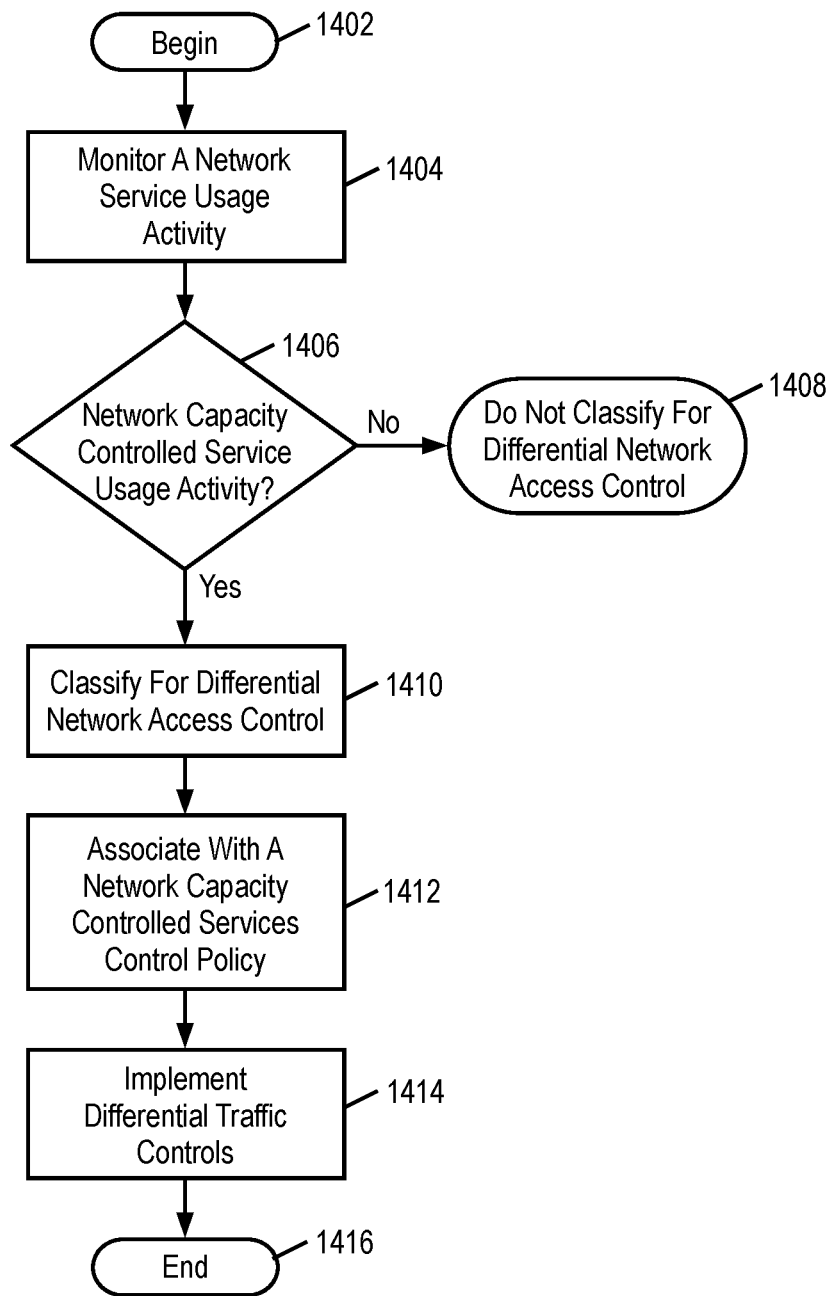 Begin
1402
Monitor A Network
Service Usage
Activity
1404
1406
Network Capacity
Controlled Service
Usage Activity?
No
Do Not Classify For
Differential Network
Access Control
1408
Yes
Classify For Differential
Network Access Control
1410
Associate With A
Network Capacity
Controlled Services
Control Policy
1412
Implement
Differential Traffic
Controls
1414
End
1416